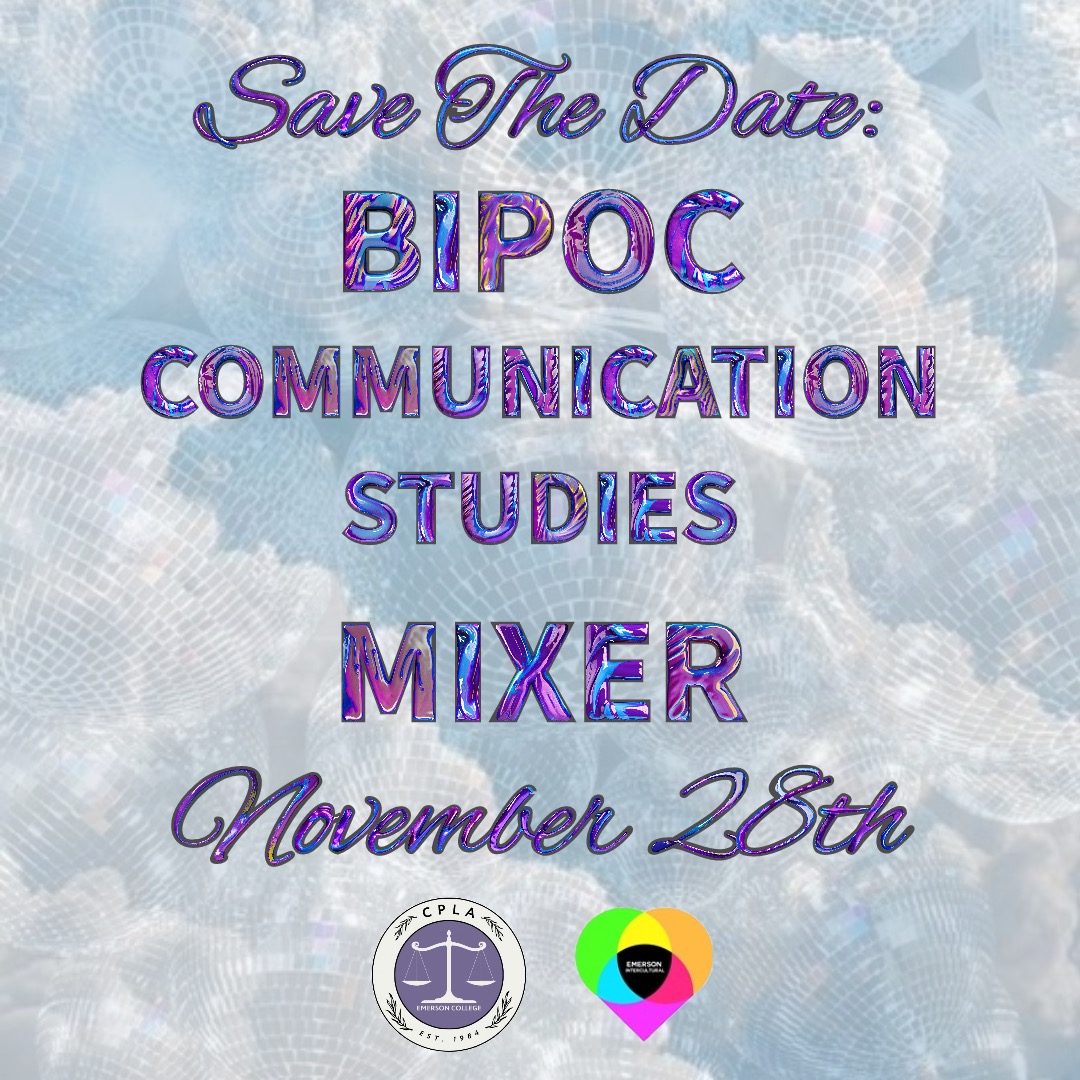 Save The Date:
BIPOC
COMMUNICATION
STUDIES
MIXER
November 28th
CPLA
EMERSON COLLEGE
EST. 1984
EMERSON
INTERCULTURAL